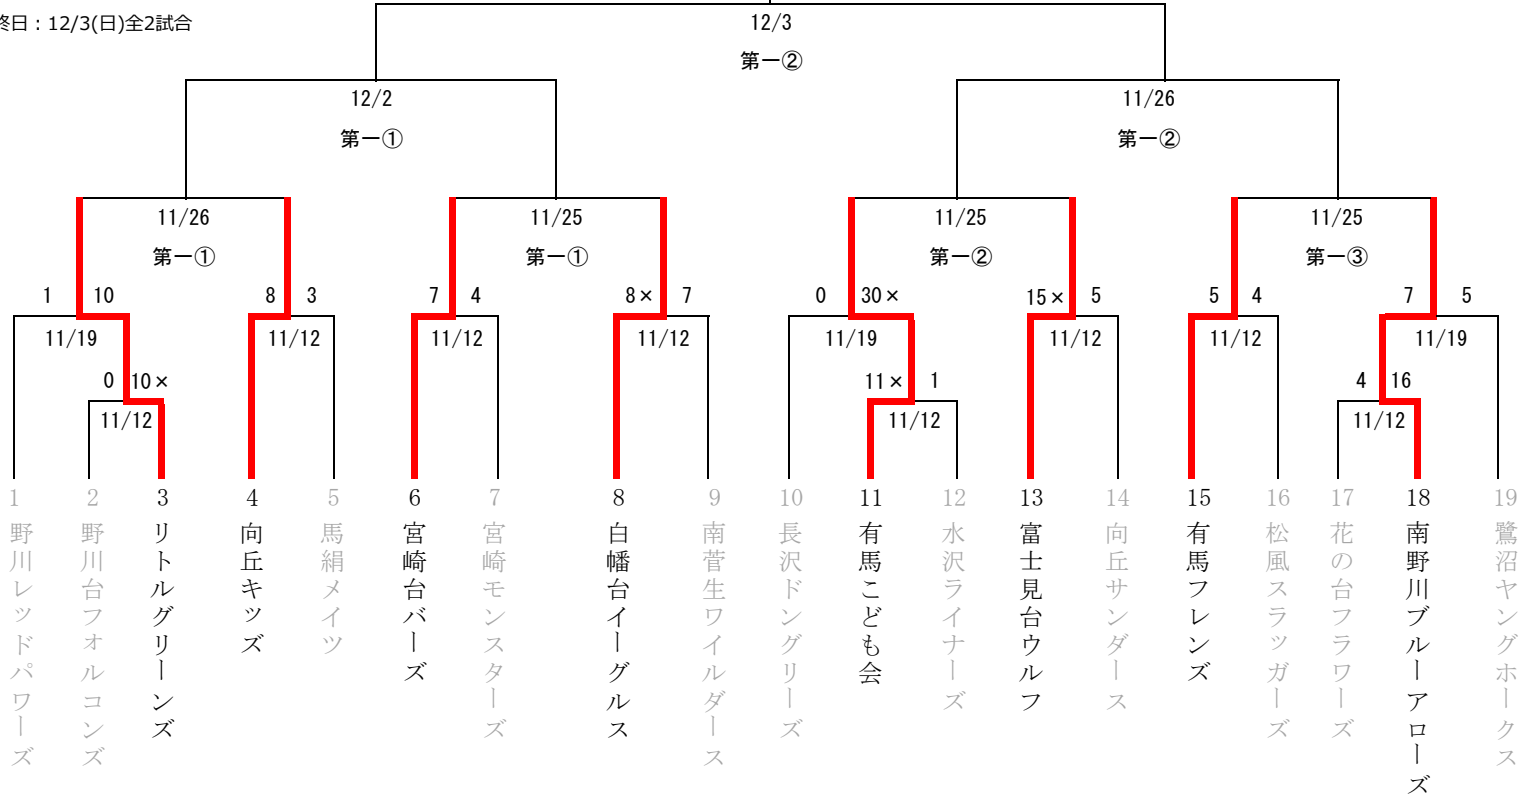 終日：12/3(日)全2試合
12/3
第一②
12/2
第一①
11/26
第一②
11/26
第一①
11/25
第一①
11/25
第一②
11/25
第一③
1 10
8 3
7 4
8× 7
0 30×
15× 5
5 4
7 5
11/19
11/12
11/12
11/12
11/19
11/12
11/12
11/19
0 10×
11× 1
4 16
11/12
11/12
11/12
1 野川レッドパワーズ
2 野川台フォルコンズ
3 リトルグリーンズ
4 向丘キッズ
5 馬絹メイツ
6 宮崎台バーズ
7 宮崎モンスターズ
8 白幡台イーグルス
9 南菅生ワイルダース
10 長沢ドングリーズ
11 有馬こども会
12 水沢ライナーズ
13 富士見台ウルフ
14 向丘サンダース
15 有馬フレンズ
16 松風スラッガーズ
17 花の台フラワーズ
18 南野川ブルーアローズ
19 鷺沼ヤングホークス